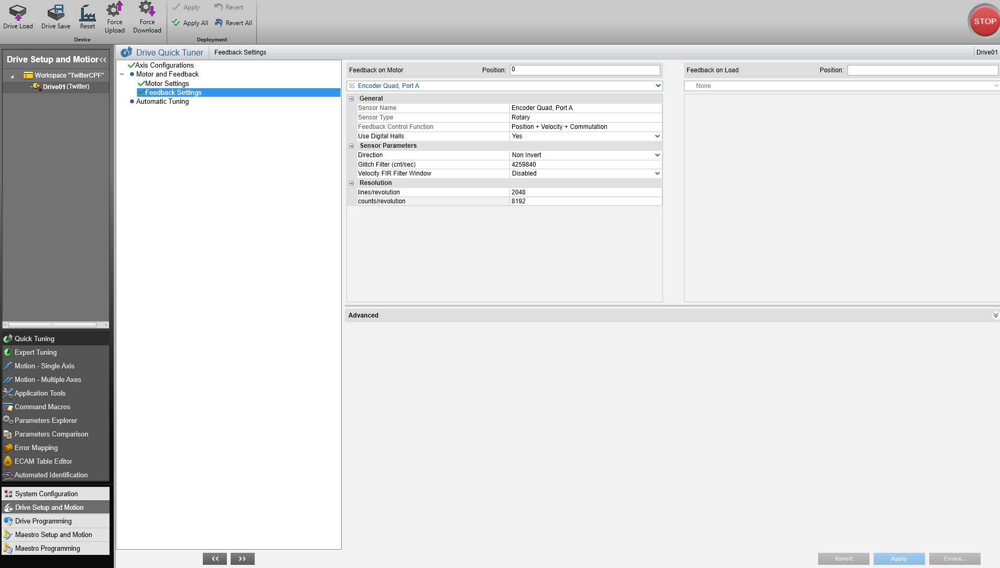 Drive Load
Drive Save
Reset
Force Upload
Force Download
Device
Apply
Revert
Apply All
Revert All
Deployment
STOP
Drive Setup and Motior
Workspace "TwitterCPF"
Drive01 (Twitter)
Quick Tuning
Expert Tuning
Motion - Single Axis
Motion - Multiple Axes
Application Tools
Command Macros
Parameters Explorer
Parameters Comparison
Error Mapping
ECAM Table Editor
Automated Identification
System Configuration
Drive Setup and Motion
Drive Programming
Maestro Setup and Motion
Maestro Programming
Drive Quick Tuner
Feedback Settings
Drive01
Axis Configurations
Motor and Feedback
Motor Settings
Feedback Settings
Automatic Tuning
Feedback on Motor Position: 0
Encoder Quad, Port A
General
Sensor Name Encoder Quad, Port A
Sensor Type Rotary
Feedback Control Function Position + Velocity + Commutation
Use Digital Halls Yes
Sensor Parameters
Direction Non Invert
Glitch Filter (cnt/sec) 4259840
Velocity FIR Filter Window Disabled
Resolution
lines/revolution 2048
counts/revolution 8192
Feedback on Load Position:
None
Advanced
<< >>
Revert Apply Errors...